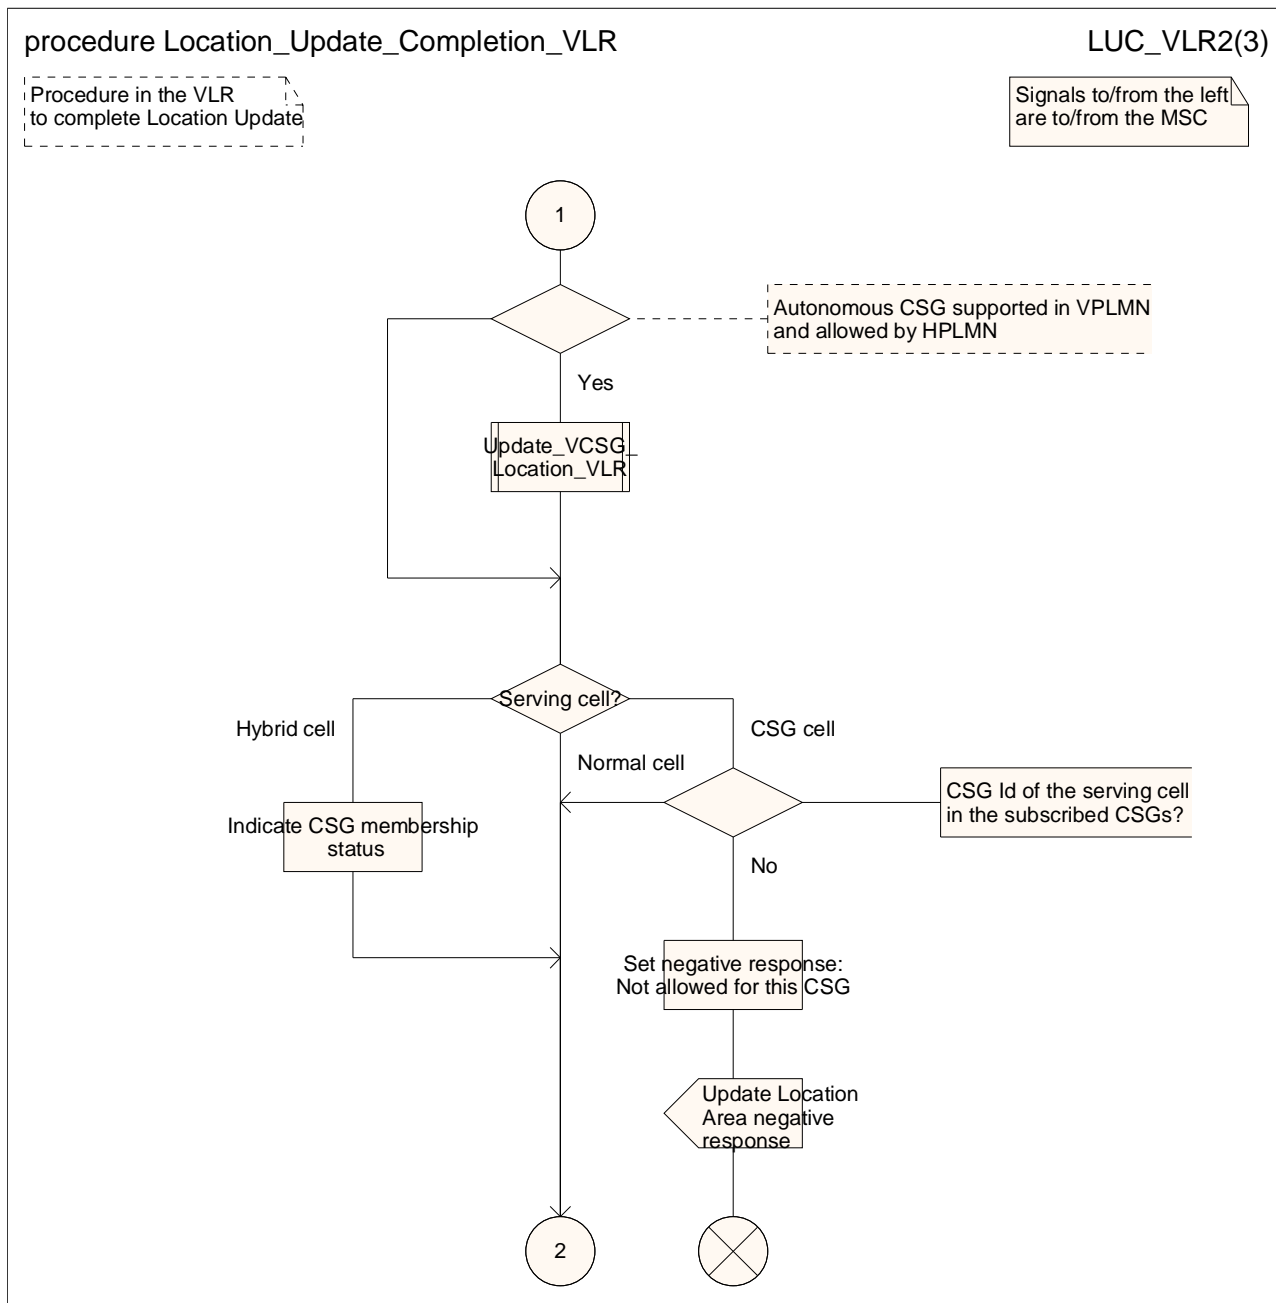 procedure Location_Update_Completion_VLR
LUC_VLR2(3)
Procedure in the VLR
to complete Location Update
Signals to/from the left
are to/from the MSC
1
Autonomous CSG supported in VPLMN
and allowed by HPLMN
Yes
Update_VCSG_
Location_VLR
Serving cell?
Hybrid cell
CSG cell
Normal cell
CSG Id of the serving cell
in the subscribed CSGs?
Indicate CSG membership
status
No
Set negative response:
Not allowed for this CSG
Update Location
Area negative
response
2